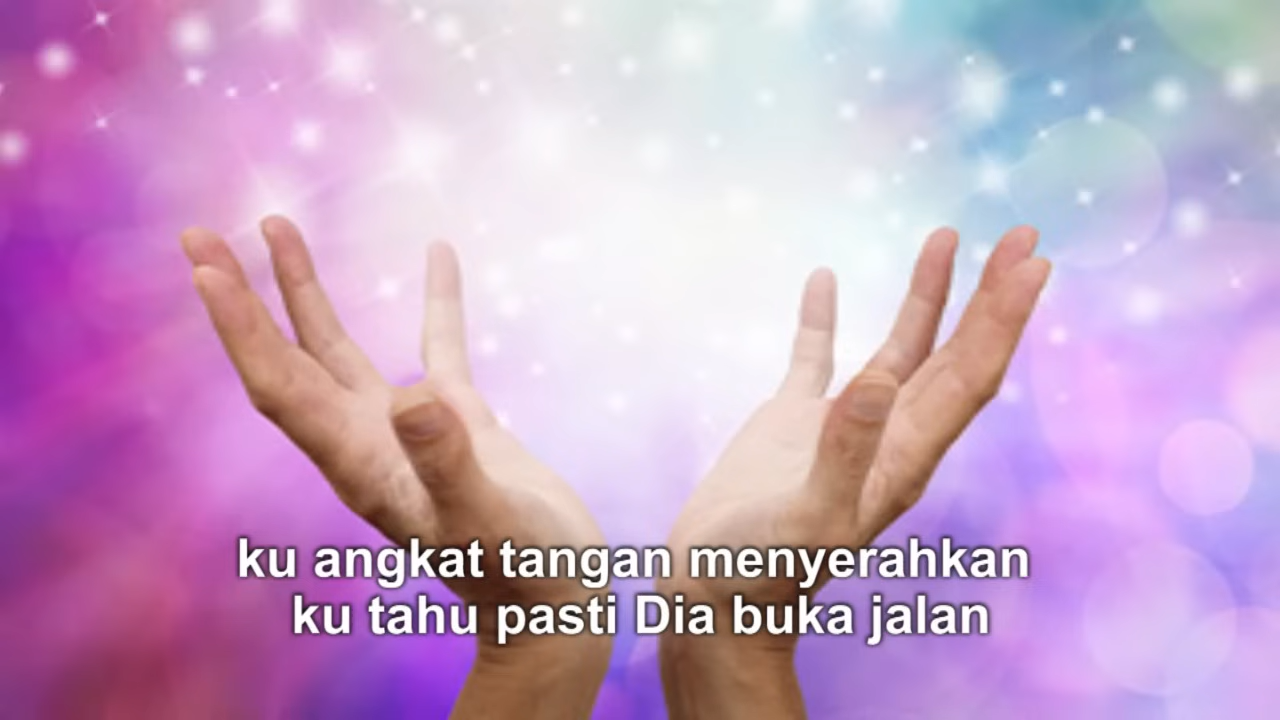 ku angkat tangan menyerahkan
ku tahu pasti Dia buka jalan